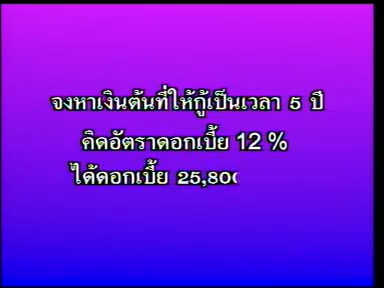 จงหาเงินต้นที่ให้กู้เป็นเวลา 5 ปี
คิดอัตราดอกเบี้ย 12 %
ได้ดอกเบี้ย 25,800